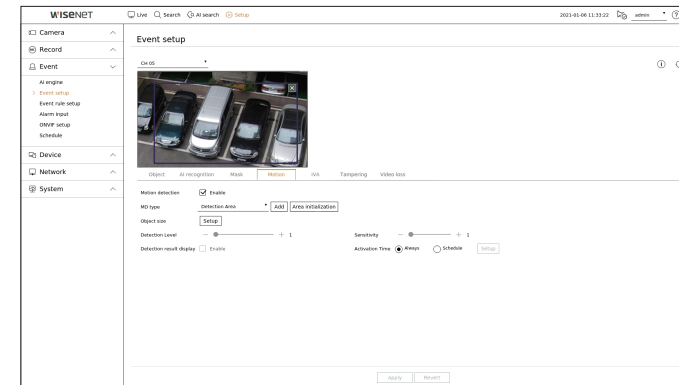 WISENET
Live Search AI search Setup 2021-01-06 11:33:22 admin
Camera
Record
Event
AI engine
Event setup
Event rule setup
Alarm input
ONVIF setup
Schedule
Device
Network
System
Event setup
CH 05
Object AI recognition Mask Motion IVA Tampering Video loss
Motion detection Enable
MD type Detection Area Add Area initialization
Object size Setup
Detection Level 1 Sensitivity 1
Detection result display Enable Activation Time Always Schedule Setup
Apply Revert